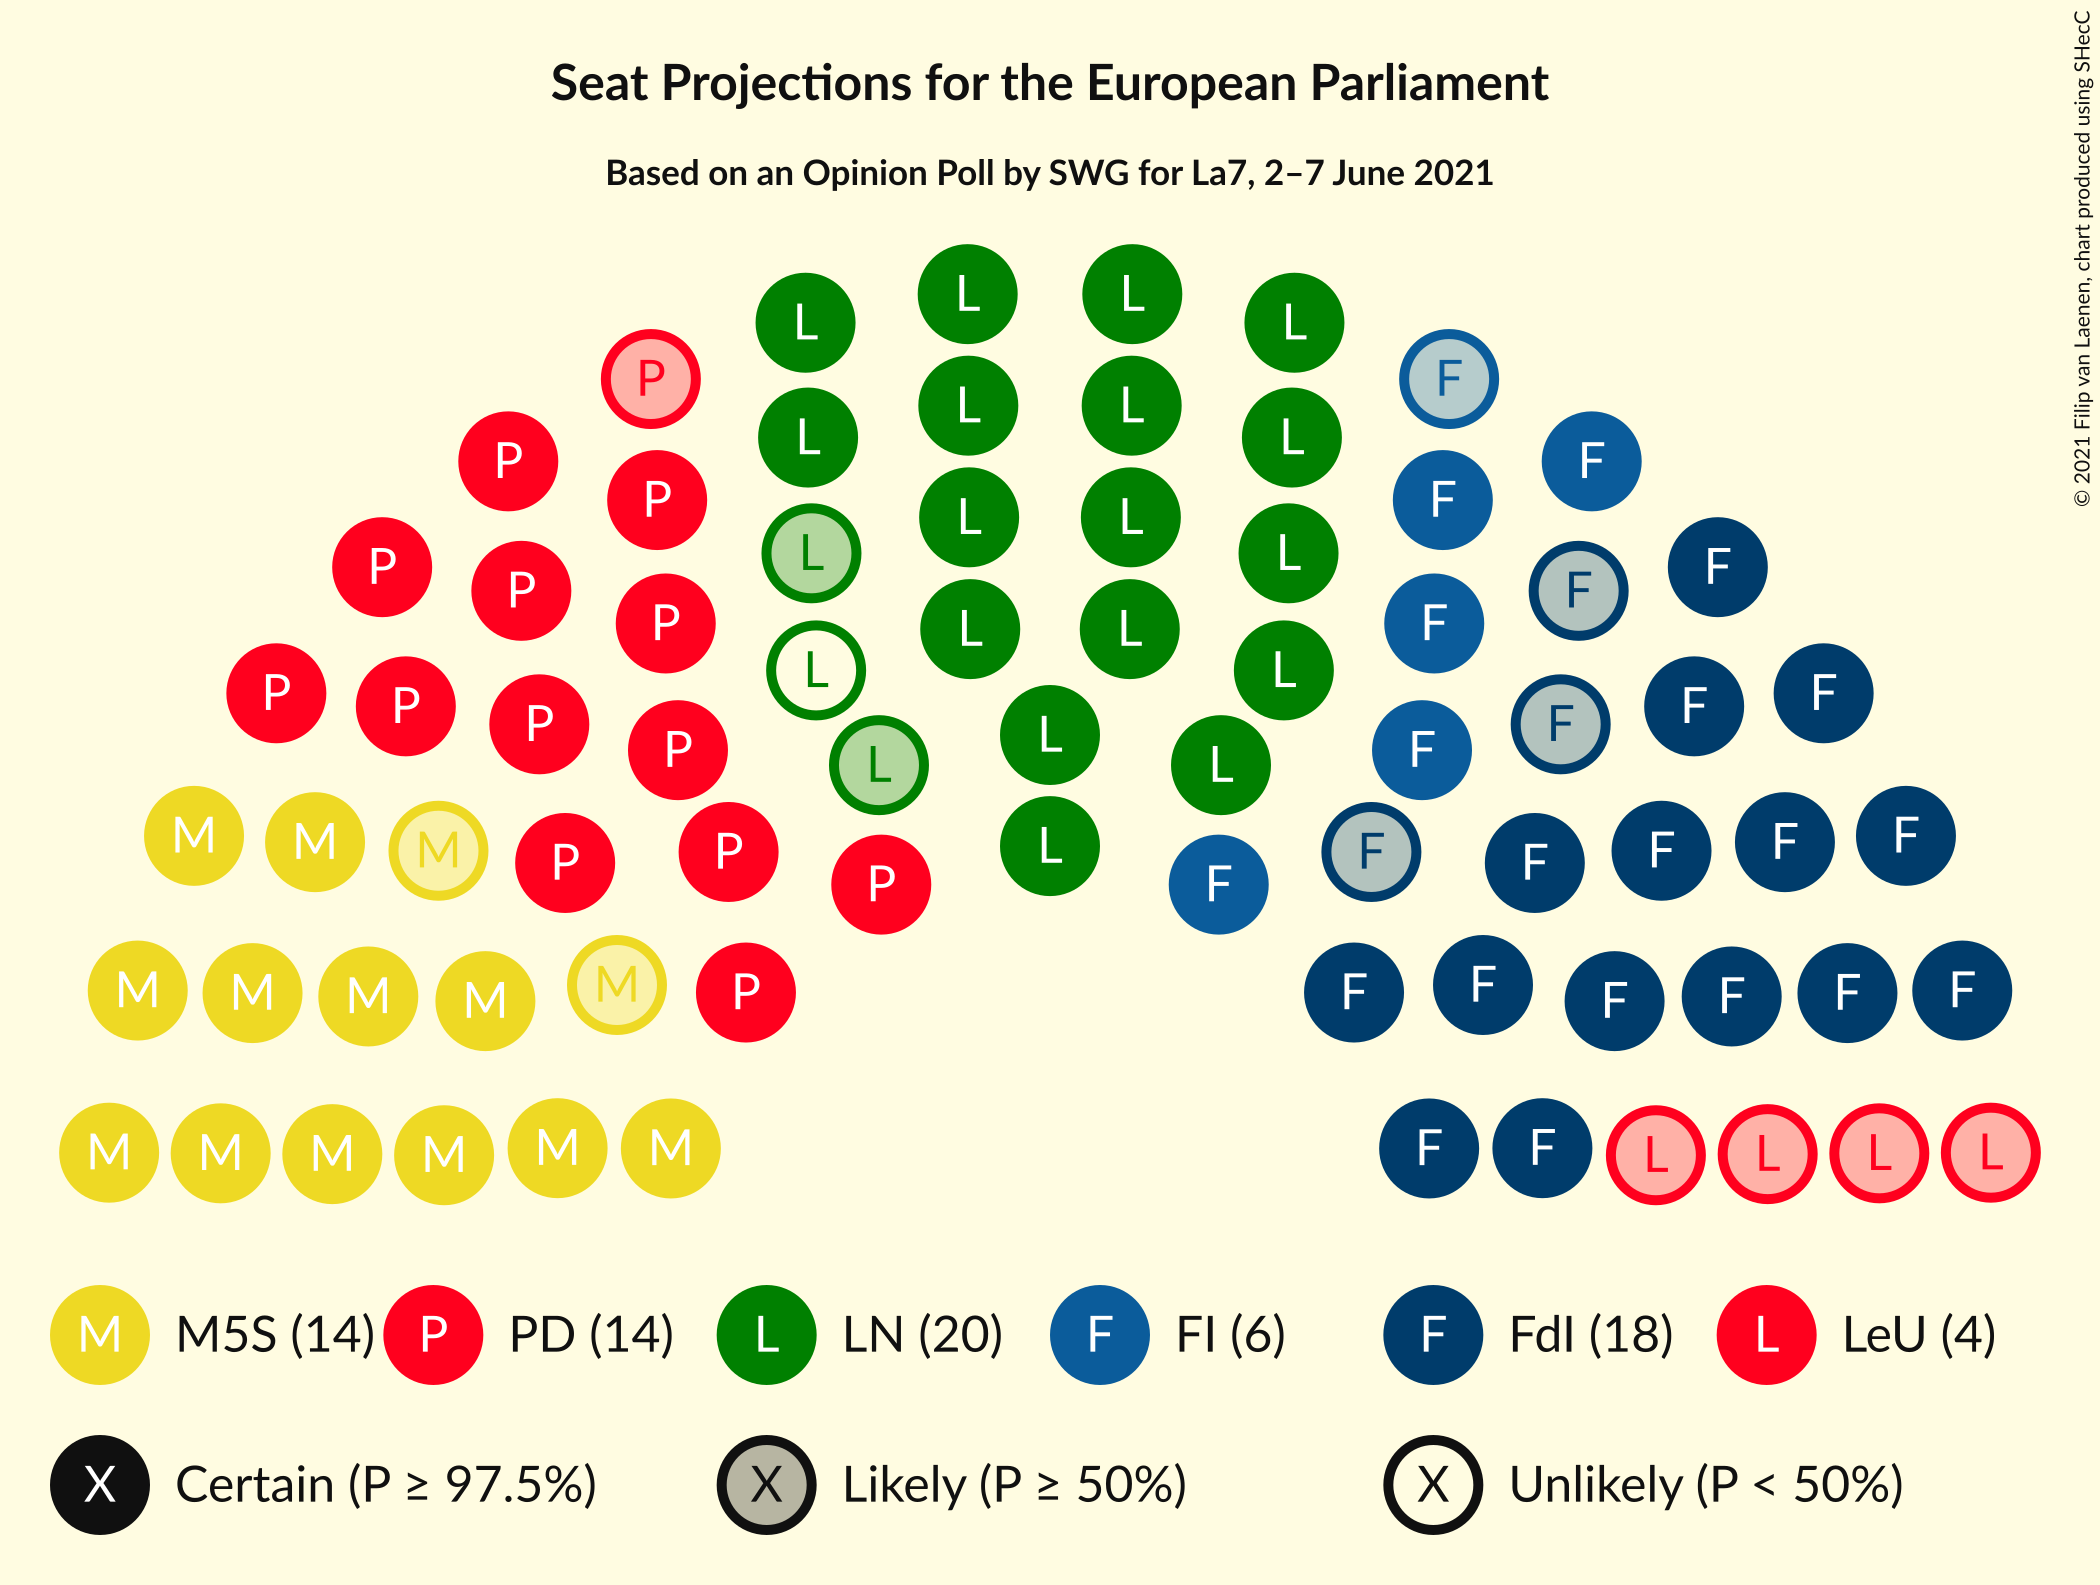 Seat Projections for the European Parliament
Based on an Opinion Poll by SWG for La7, 2–7 June 2021
© 2021 Filip van Laenen, chart produced using SHecC
L L
L L
P F
L L
L L
P F
P F
L L
L L
P F
P F
P F
L L
L L
P F
P F
P P F F
P F
L
P F
L L
M M F F
L
M P F F
P F
P F
M F
M M M M P F F F F
M F
M M M M M M F F L L L L
M M5S (14) P PD (14) L LN (20) F FI (6) F FdI (18) L LeU (4)
X Certain (P ≥ 97.5%) X Likely (P ≥ 50%) X Unlikely (P < 50%)